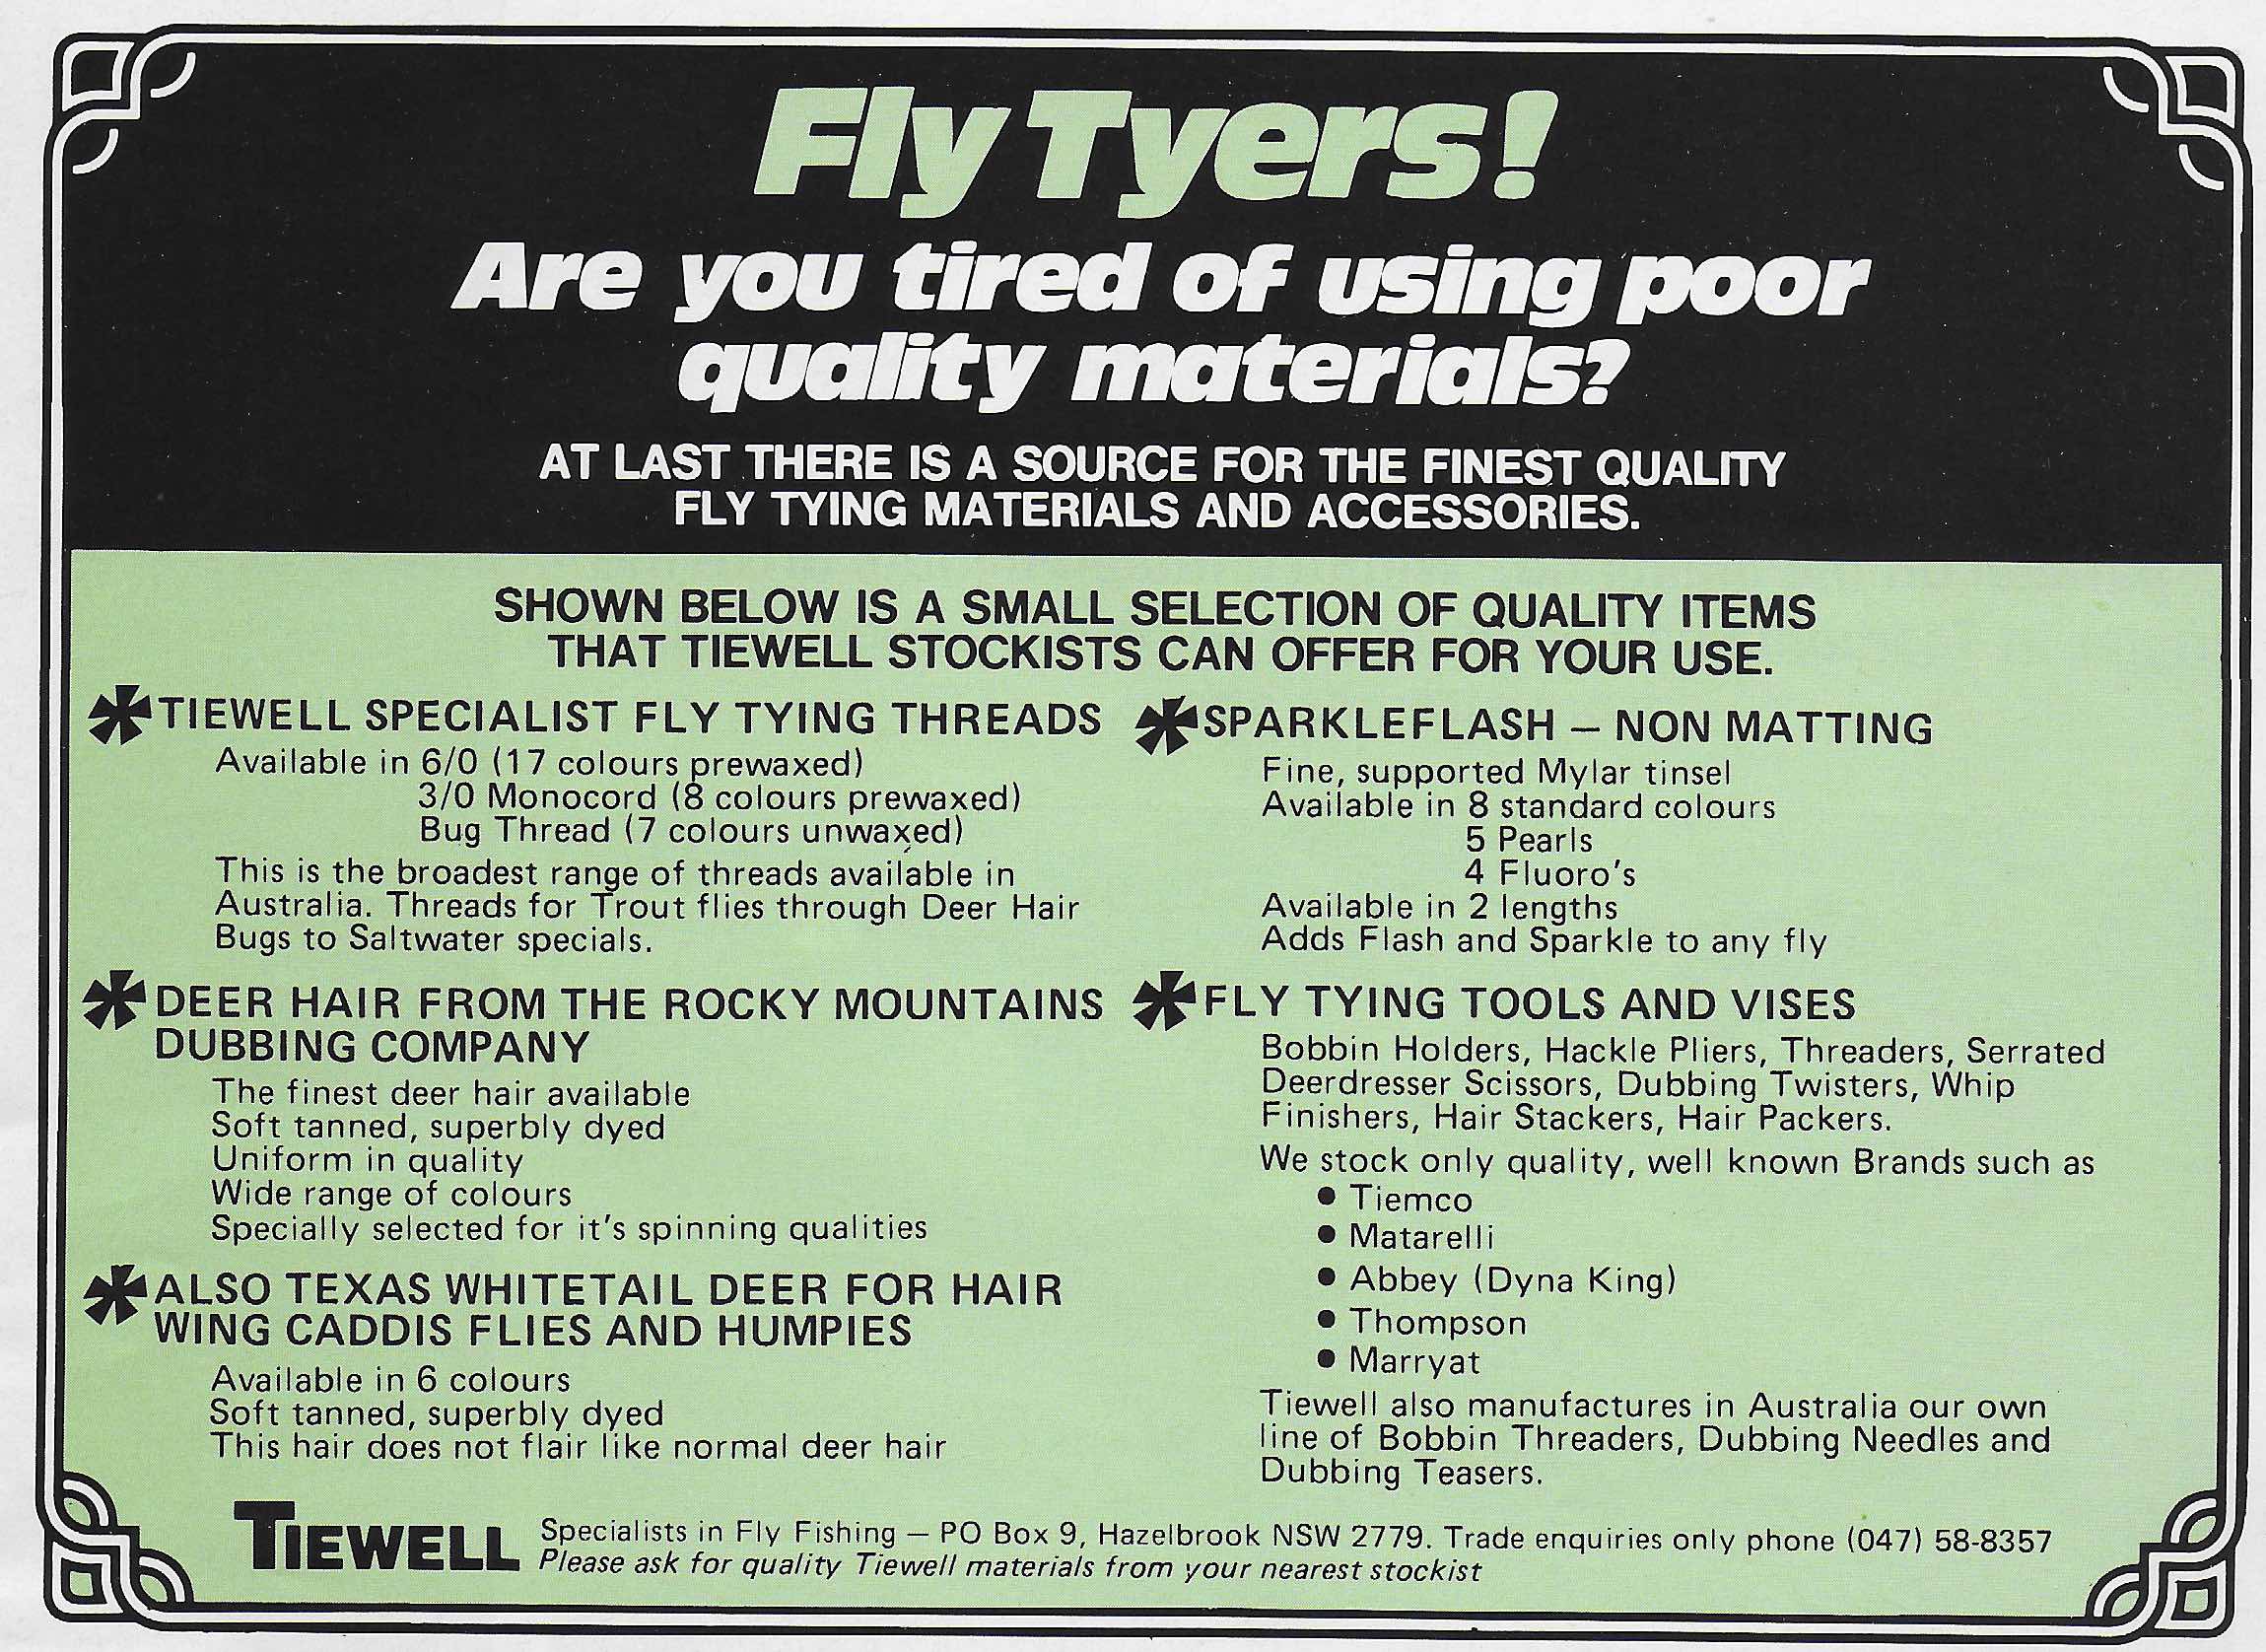 Fly Tyers!
Are you tired of using poor
quality materials?
AT LAST THERE IS A SOURCE FOR THE FINEST QUALITY
FLY TYING MATERIALS AND ACCESSORIES.
SHOWN BELOW IS A SMALL SELECTION OF QUALITY ITEMS
THAT TIEWELL STOCKISTS CAN OFFER FOR YOUR USE.
TIEWELL SPECIALIST FLY TYING THREADS
Available in 6/0 (17 colours prewaxed)
3/0 Monocord (8 colours prewaxed)
Bug Thread (7 colours unwaxed)
This is the broadest range of threads available in
Australia. Threads for Trout flies through Deer Hair
Bugs to Saltwater specials.
DEER HAIR FROM THE ROCKY MOUNTAINS
DUBBING COMPANY
The finest deer hair available
Soft tanned, superbly dyed
Uniform in quality
Wide range of colours
Specially selected for it's spinning qualities
ALSO TEXAS WHITETAIL DEER FOR HAIR
WING CADDIS FLIES AND HUMPIES
Available in 6 colours
Soft tanned, superbly dyed
This hair does not flair like normal deer hair
SPARKLEFLASH — NON MATTING
Fine, supported Mylar tinsel
Available in 8 standard colours
5 Pearls
4 Fluoro's
Available in 2 lengths
Adds Flash and Sparkle to any fly
FLY TYING TOOLS AND VISES
Bobbin Holders, Hackle Pliers, Threaders, Serrated
Deerdresser Scissors, Dubbing Twisters, Whip
Finishers, Hair Stackers, Hair Packers.
We stock only quality, well known Brands such as
• Tiemco
• Matarelli
• Abbey (Dyna King)
• Thompson
• Marryat
Tiewell also manufactures in Australia our own
line of Bobbin Threaders, Dubbing Needles and
Dubbing Teasers.
TIEWELL
Specialists in Fly Fishing — PO Box 9, Hazelbrook NSW 2779. Trade enquiries only phone (047) 58-8357
Please ask for quality Tiewell materials from your nearest stockist